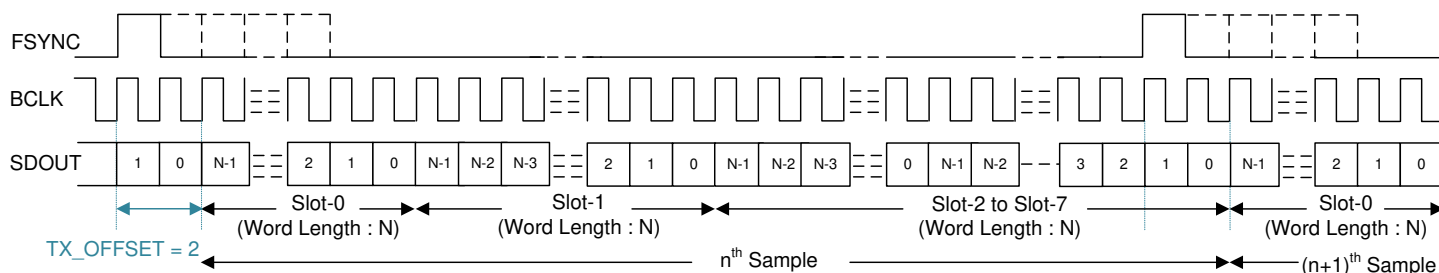 FSYNC
BCLK
SDOUT 1 0 N-1 2 1 0 N-1 N-2 N-3 2 1 0 N-1 N-2 N-3 0 N-1 N-2 3 2 1 0 N-1 2 1 0
Slot-0 Slot-1 Slot-2 to Slot-7 Slot-0
(Word Length : N) (Word Length : N) (Word Length : N) (Word Length : N)
TX_OFFSET = 2 nth Sample (n+1)th Sample